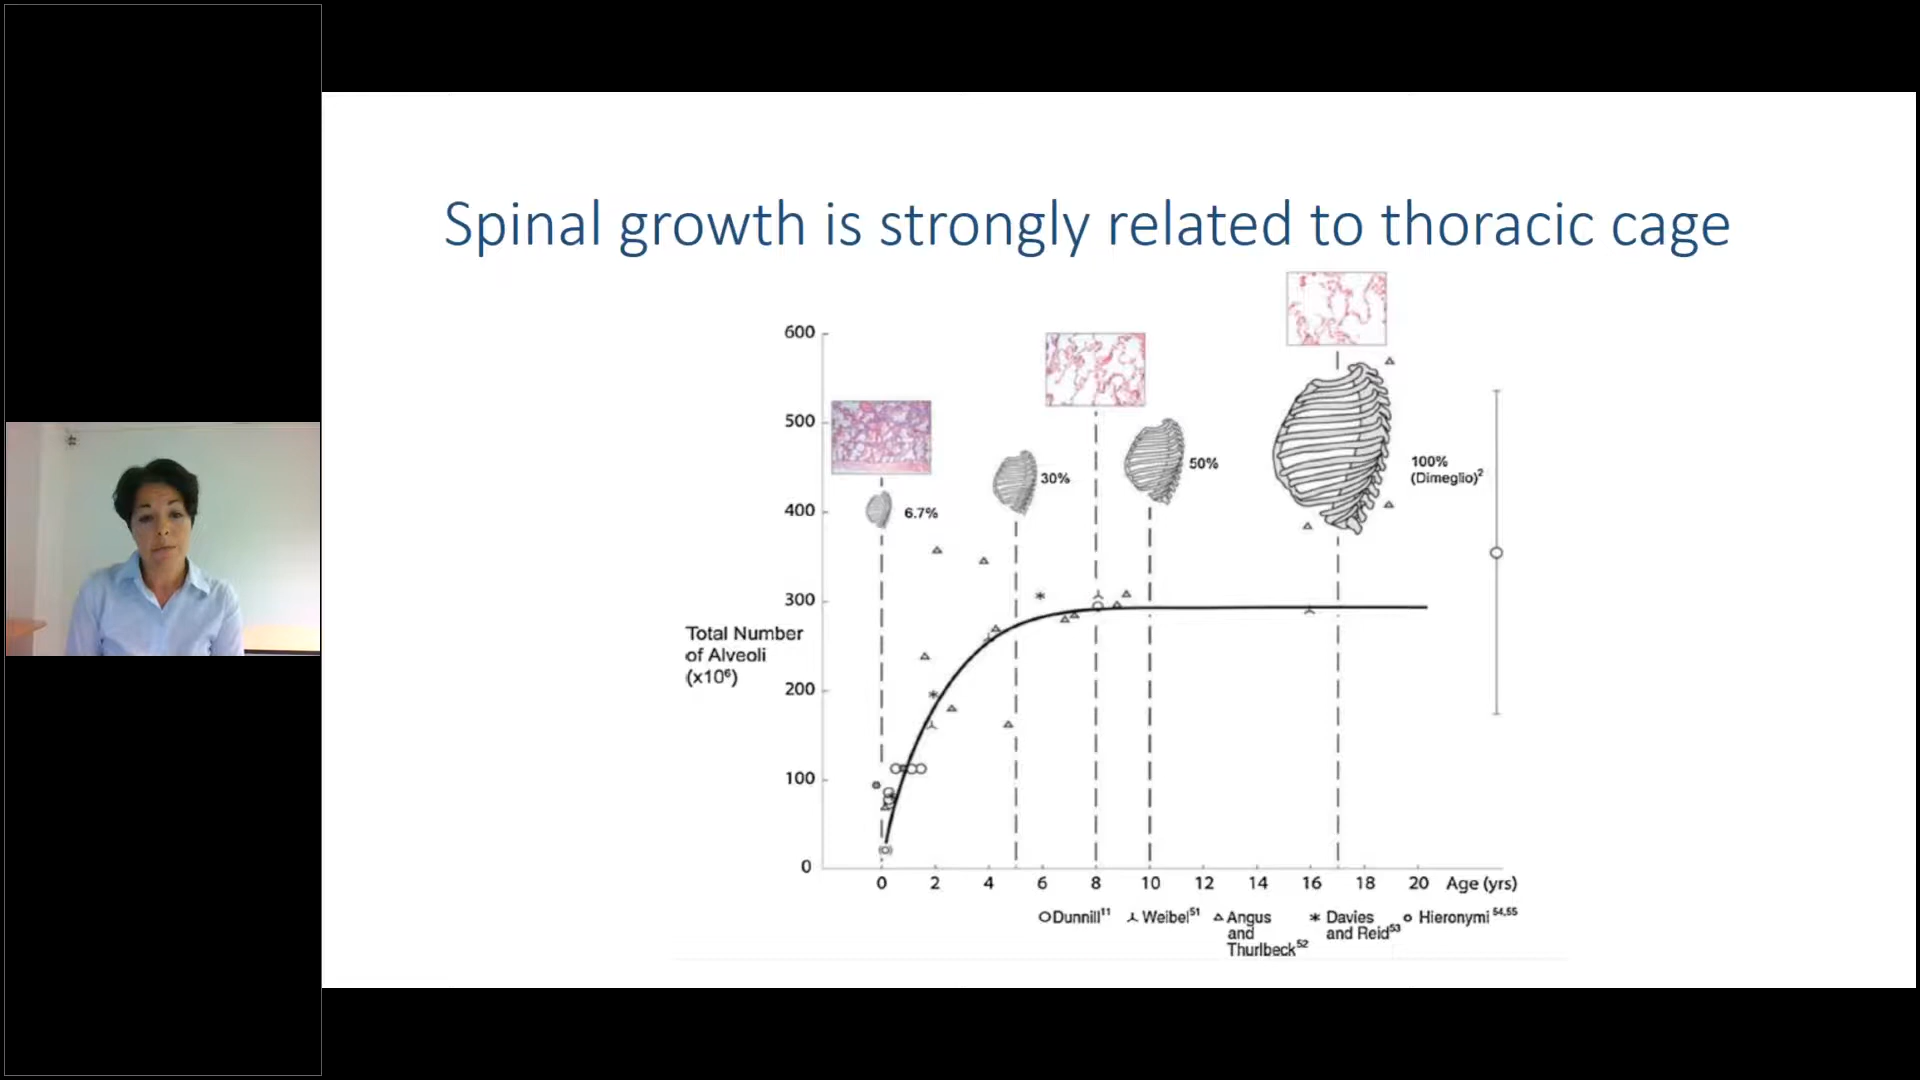 Spinal growth is strongly related to thoracic cage
600
500
400
300
200
100
0
Total Number
of Alveoli
(x10⁶)
6.7%
30%
50%
100%
(Dimeglio)²
0 2 4 6 8 10 12 14 16 18 20 Age (yrs)
Dunnill¹¹ Weibel⁵¹ Angus and Thurlbeck⁵² Davies and Reid⁵³ Hieronymi⁵⁴,⁵⁵